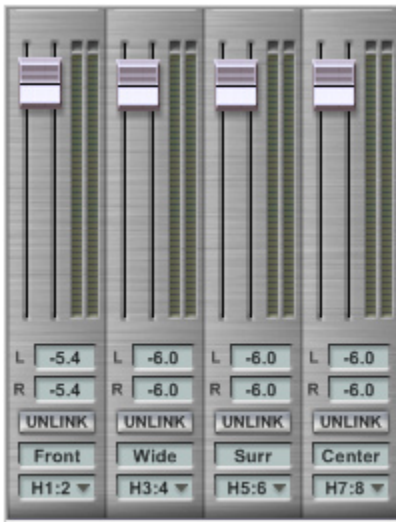 L -5.4 L -6.0 L -6.0 L -6.0
R -5.4 R -6.0 R -6.0 R -6.0
UNLINK UNLINK UNLINK UNLINK
Front Wide Surr Center
H1:2 H3:4 H5:6 H7:8